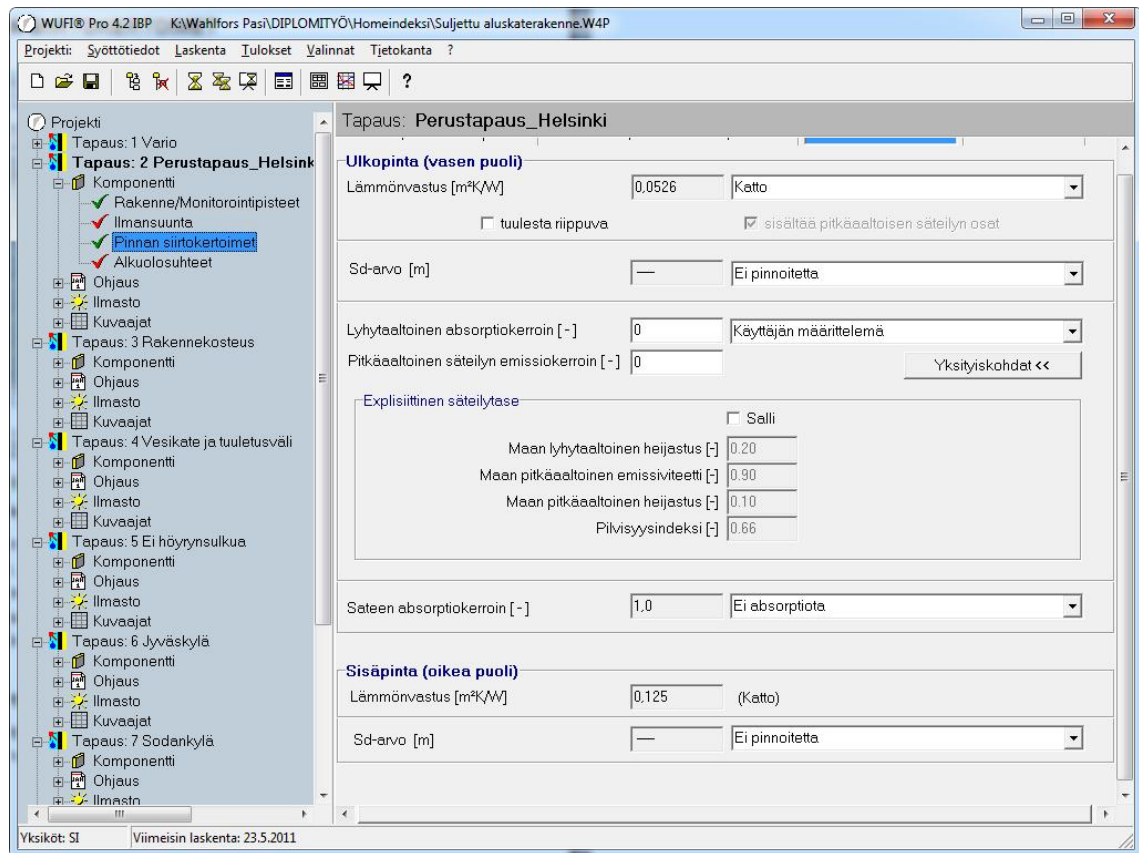 WUFI® Pro 4.2 IBP    K:\Wahlfors Pasi\DIPLOMITYÖ\Homeindeksi\Suljettu aluskaterakenne.W4P
Projekti: Syöttötiedot Laskenta Tulokset Valinnat Tietokanta ?
?
Projekti
Tapaus: 1 Vario
Tapaus: 2 Perustapaus_Helsink
Komponentti
Rakenne/Monitorointipisteet
Ilmansuunta
Pinnan siirtokertoimet
Alkuolosuhteet
Ohjaus
Ilmasto
Kuvaajat
Tapaus: 3 Rakennekosteus
Komponentti
Ohjaus
Ilmasto
Kuvaajat
Tapaus: 4 Vesikate ja tuuletusväli
Komponentti
Ohjaus
Ilmasto
Kuvaajat
Tapaus: 5 Ei höyrynsulkua
Komponentti
Ohjaus
Ilmasto
Kuvaajat
Tapaus: 6 Jyväskylä
Komponentti
Ohjaus
Ilmasto
Kuvaajat
Tapaus: 7 Sodankylä
Komponentti
Ohjaus
Ilmasto
Tapaus: Perustapaus_Helsinki
Ulkopinta (vasen puoli)
Lämmönvastus [m²K/W] 0,0526 Katto
tuulesta riippuva sisältää pitkäaaltoisen säteilyn osat
Sd-arvo [m] ---- Ei pinnoitetta
Lyhytaaltoinen absorptiokerroin [-] 0 Käyttäjän määrittelemä
Pitkäaaltoinen säteilyn emissiokerroin [-] 0 Yksityiskohdat <<
Explisiittinen säteilytase
Salli
Maan lyhytaaltoinen heijastus [-] 0.20
Maan pitkäaaltoinen emissiviteetti [-] 0.90
Maan pitkäaaltoinen heijastus [-] 0.10
Pilvisyysindeksi [-] 0.66
Sateen absorptiokerroin [-] 1,0 Ei absorptiota
Sisäpinta (oikea puoli)
Lämmönvastus [m²K/W] 0,125 (Katto)
Sd-arvo [m] ---- Ei pinnoitetta
Yksiköt: SI Viimeisin laskenta: 23.5.2011